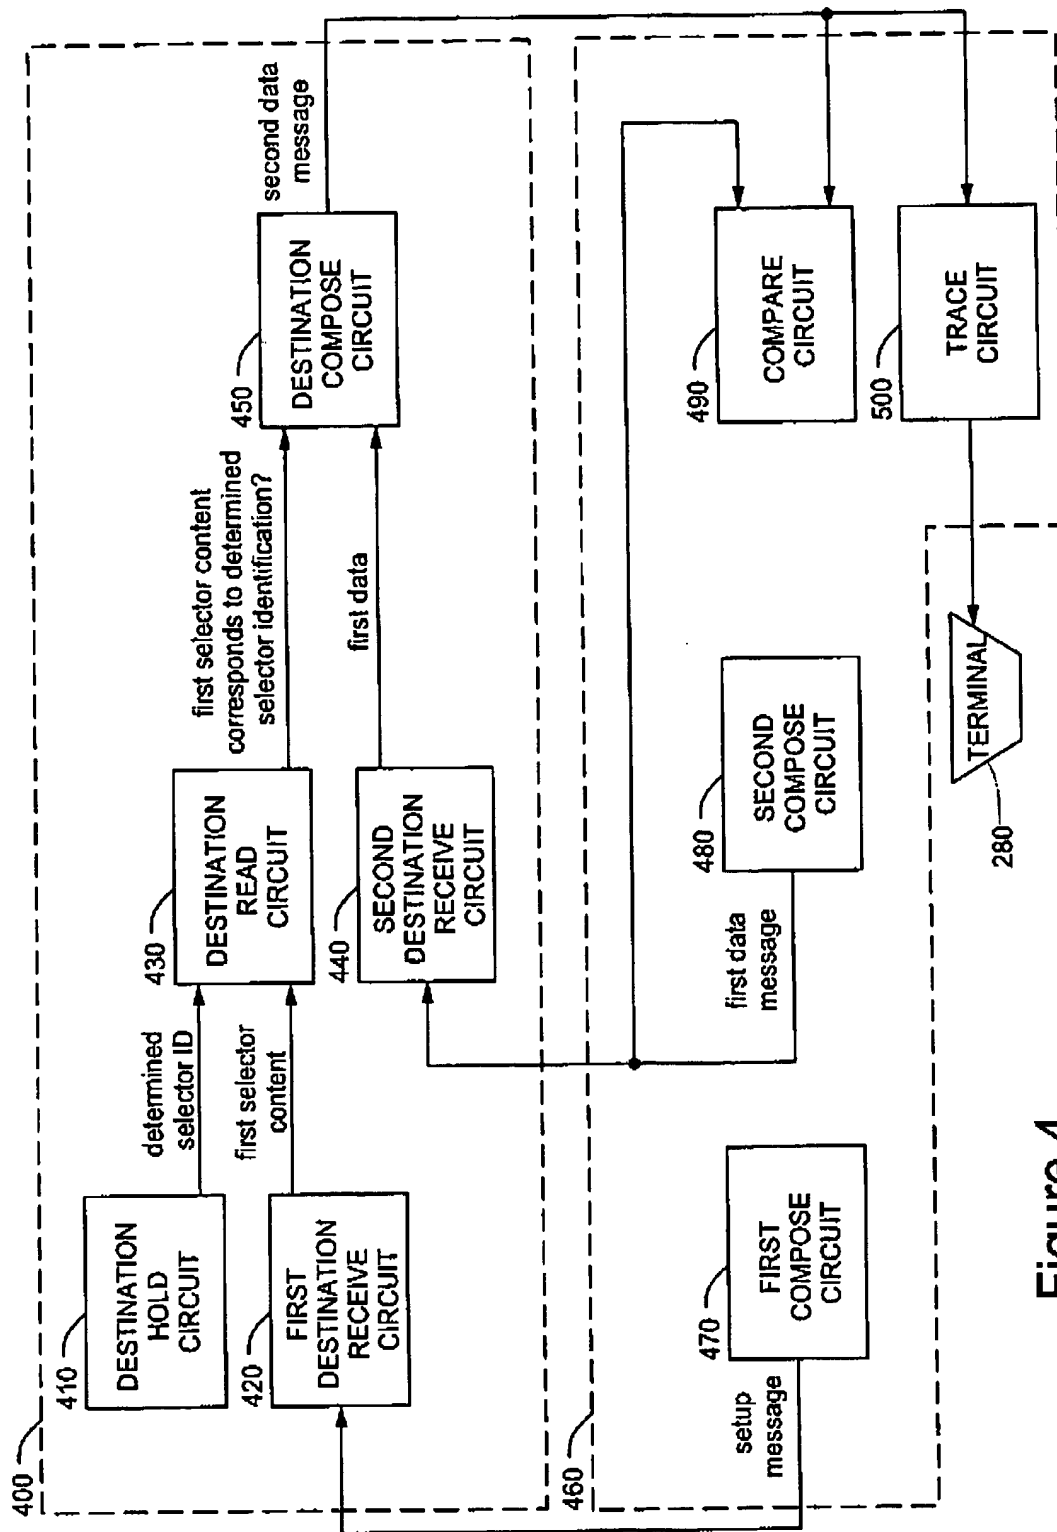 400
410
DESTINATION
HOLD
CIRCUIT
determined
selector ID
420
FIRST
DESTINATION
RECEIVE
CIRCUIT
first selector
content
430
DESTINATION
READ
CIRCUIT
first selector content
corresponds to determined
selector identification?
440
SECOND
DESTINATION
RECEIVE
CIRCUIT
first data
450
DESTINATION
COMPOSE
CIRCUIT
second data
message
460
setup
message
470
FIRST
COMPOSE
CIRCUIT
first data
message
480
SECOND
COMPOSE
CIRCUIT
490
COMPARE
CIRCUIT
500
TRACE
CIRCUIT
TERMINAL
280
Figure 4